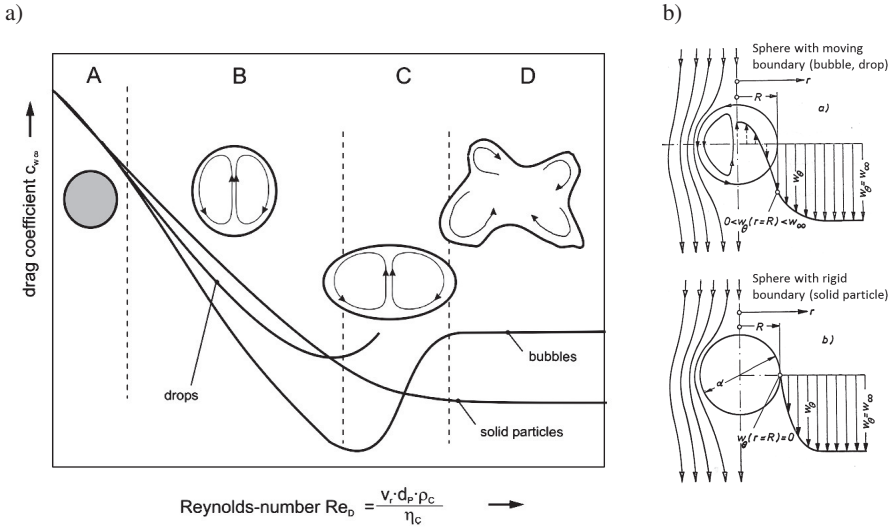 a)
A
B
C
D
drag coefficient c_w∞
drops
bubbles
solid particles
Reynolds-number Re_D = v_r·d_P·ρ_C / η_C
b)
Sphere with moving
boundary (bubble, drop)
r
R
a)
w_θ
w_θ=w_∞
0<w_θ(r=R)<w_∞
Sphere with rigid
boundary (solid particle)
r
R
b)
d
w_θ
w_θ=w_∞
w_θ(r=R)=0